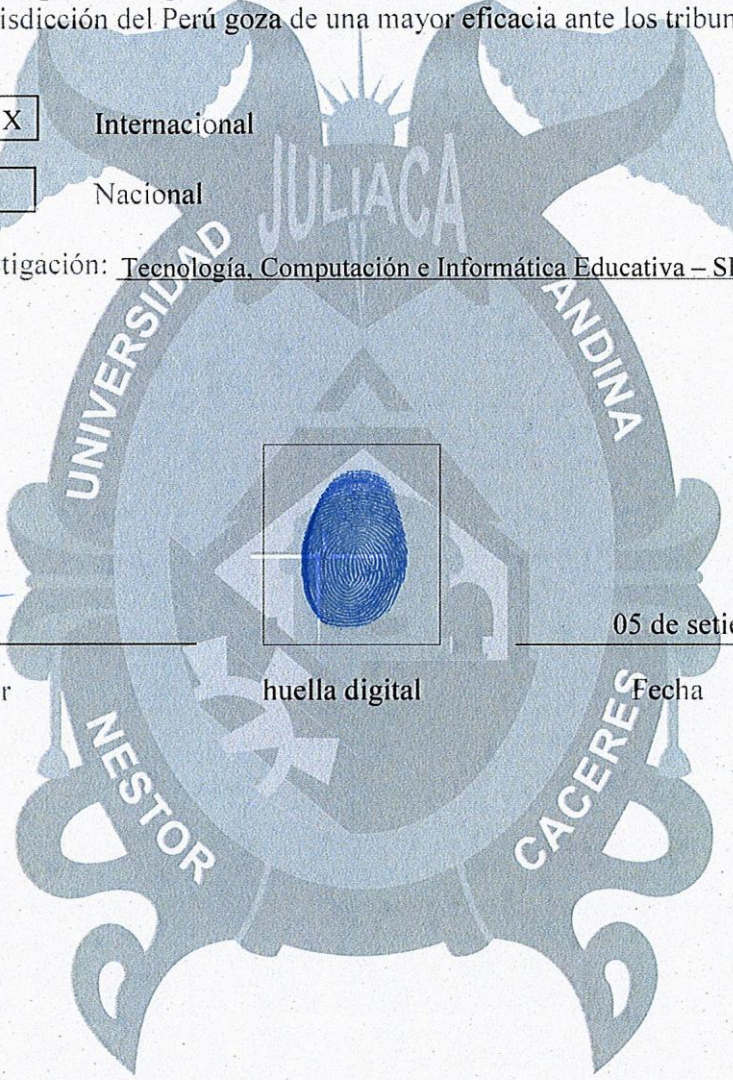 isdicción del Perú goza de una mayor eficacia ante los tribun
X Internacional
Nacional
JULIACA
tigación: Tecnología, Computación e Informática Educativa – SE
UNIVERSIDAD
ANDINA
05 de setie
r huella digital Fecha
NESTOR
CACERES